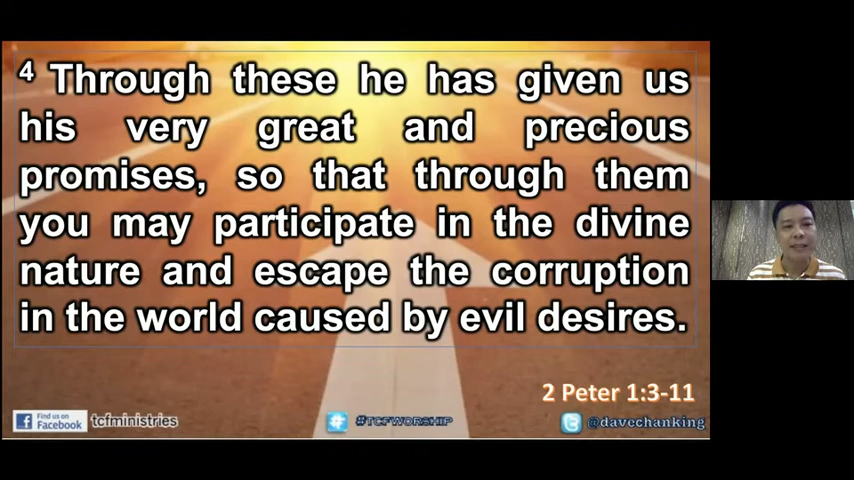 4 Through these he has given us
his very great and precious
promises, so that through them
you may participate in the divine
nature and escape the corruption
in the world caused by evil desires.
2 Peter 1:3-11
Find us on
Facebook
tcfministries
#TCFWORSHIP
@davechanking